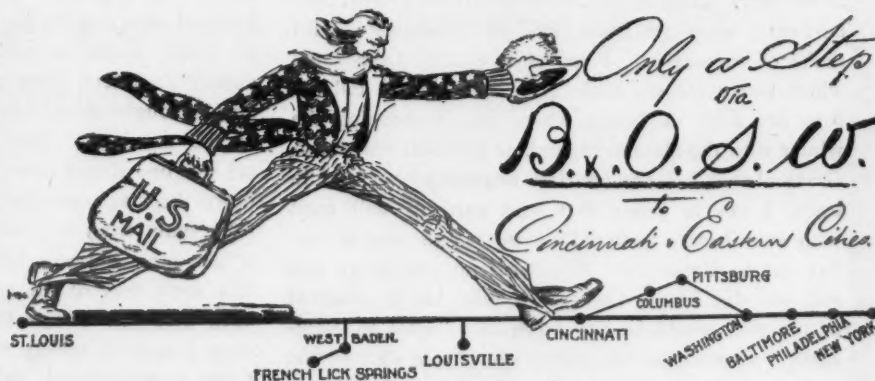 Only a Step
via
B. & O. S. W.
to
Cincinnati & Eastern Cities.
U.S.
MAIL
ST. LOUIS
WEST BADEN
FRENCH LICK SPRINGS
LOUISVILLE
CINCINNATI
COLUMBUS
PITTSBURG
WASHINGTON
BALTIMORE
PHILADELPHIA
NEW YORK